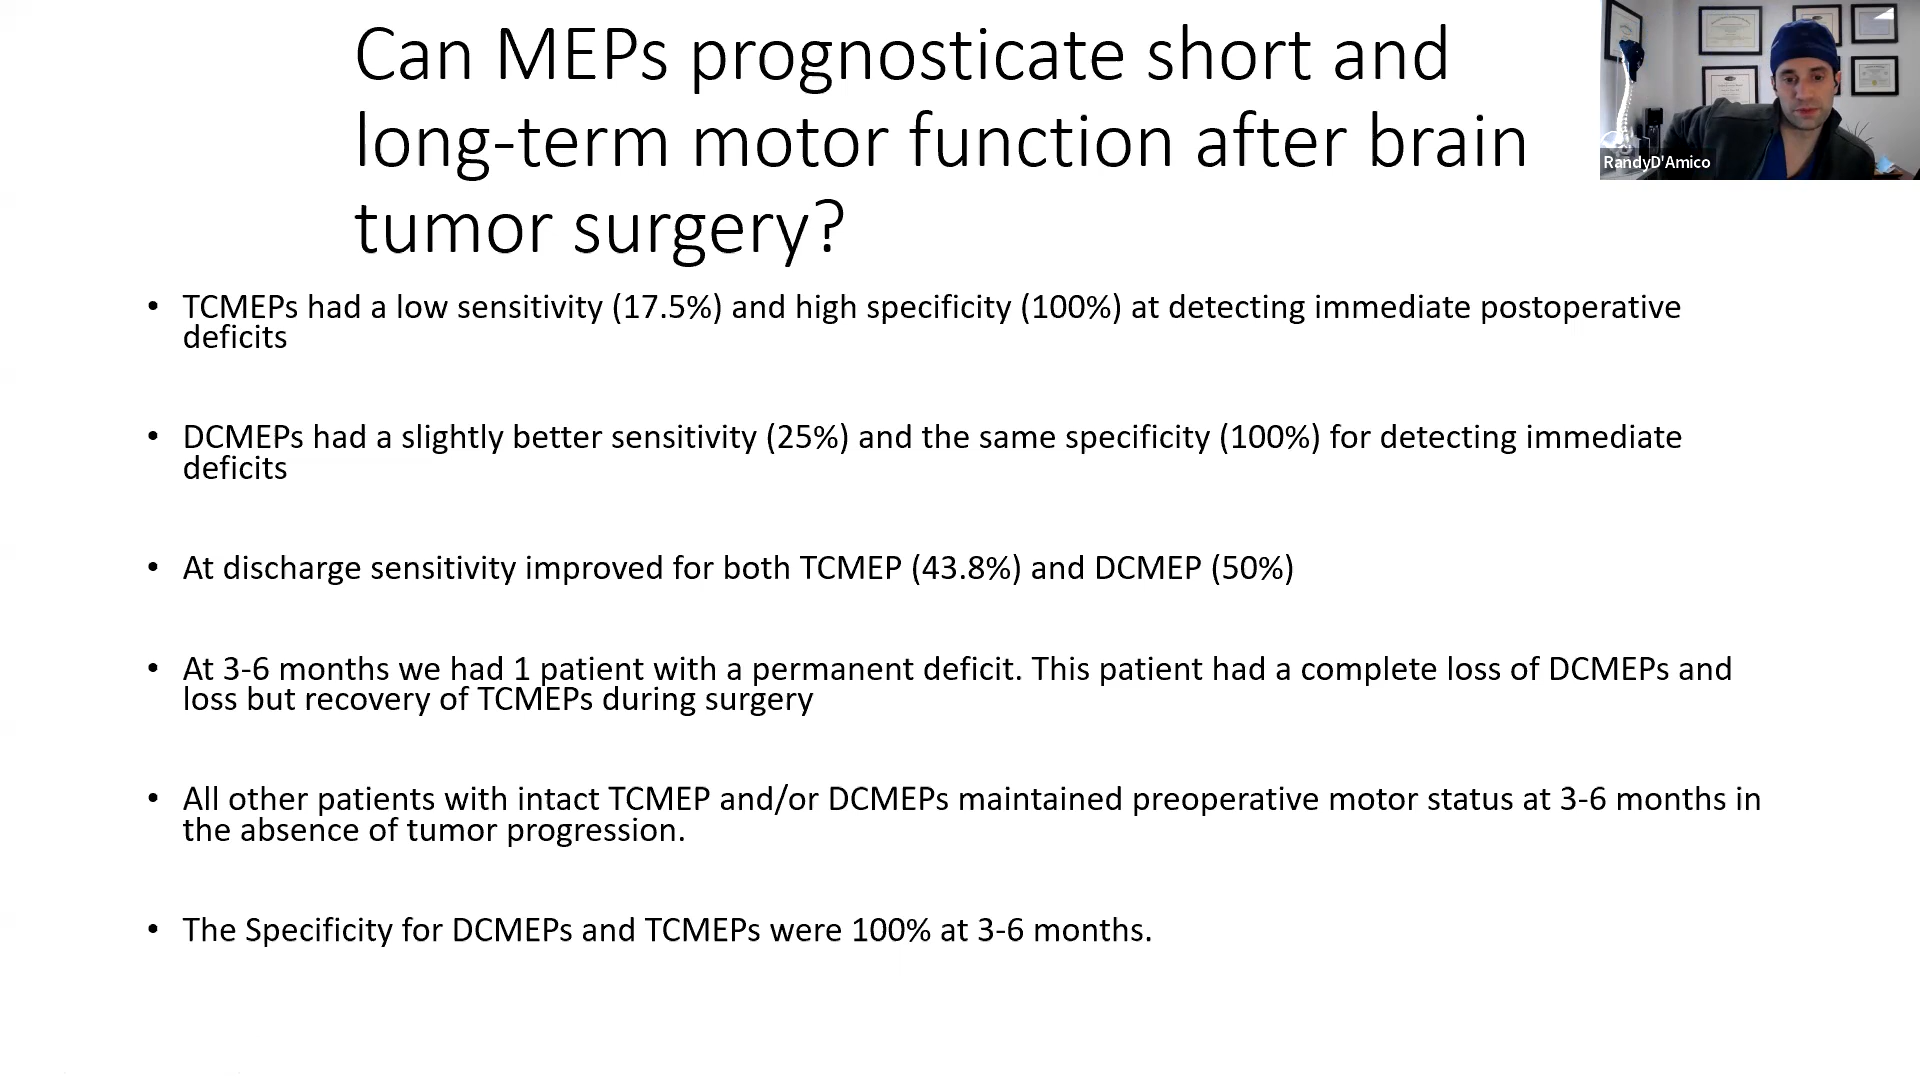 Can MEPs prognosticate short and
long-term motor function after brain
tumor surgery?
RandyD'Amico
• TCMEPs had a low sensitivity (17.5%) and high specificity (100%) at detecting immediate postoperative
deficits
• DCMEPs had a slightly better sensitivity (25%) and the same specificity (100%) for detecting immediate
deficits
• At discharge sensitivity improved for both TCMEP (43.8%) and DCMEP (50%)
• At 3-6 months we had 1 patient with a permanent deficit. This patient had a complete loss of DCMEPs and
loss but recovery of TCMEPs during surgery
• All other patients with intact TCMEP and/or DCMEPs maintained preoperative motor status at 3-6 months in
the absence of tumor progression.
• The Specificity for DCMEPs and TCMEPs were 100% at 3-6 months.